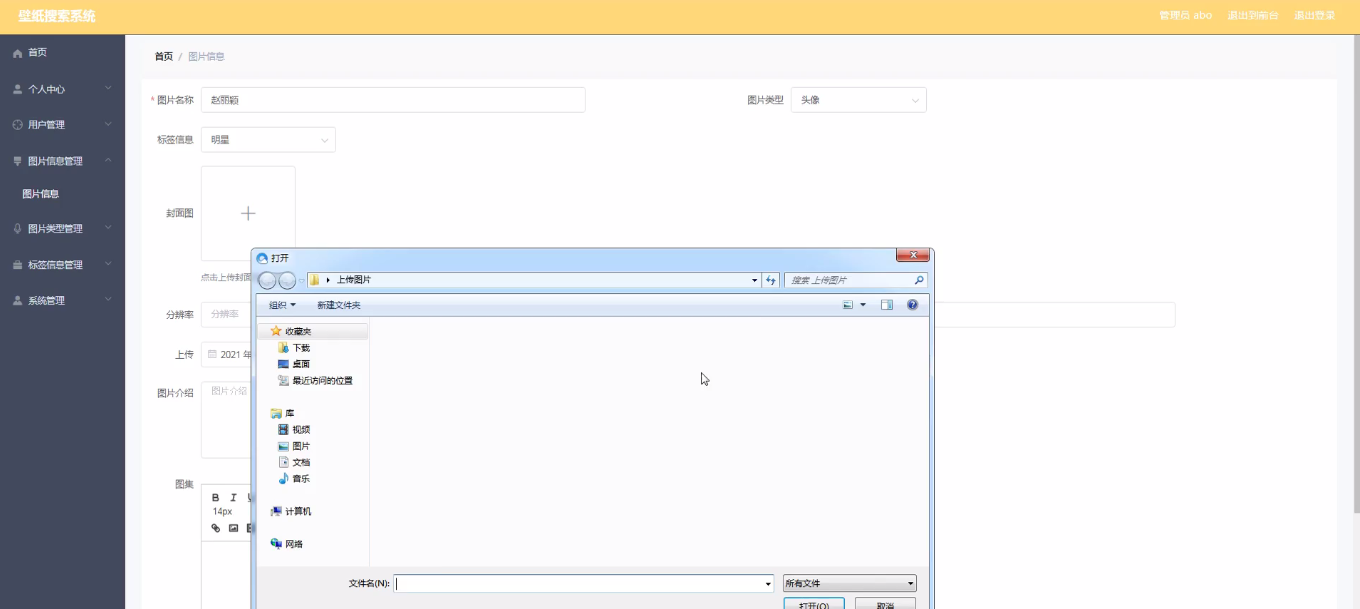 壁纸搜索系统
管理员 abo 退出到前台 退出登录
首页
个人中心
用户管理
图片信息管理
图片信息
图片类型管理
标签信息管理
系统管理
首页 / 图片信息
* 图片名称 赵丽颖 图片类型 头像
标签信息 明星
封面图
点击上传封面
分辨率 分辨率
上传 2021 年
图片介绍 图片介绍
图集
B I U
14px
打开
上传图片 搜索 上传图片
组织 新建文件夹
收藏夹
下载
桌面
最近访问的位置
库
视频
图片
文档
音乐
计算机
网络
文件名(N): 所有文件
打开(O) 取消